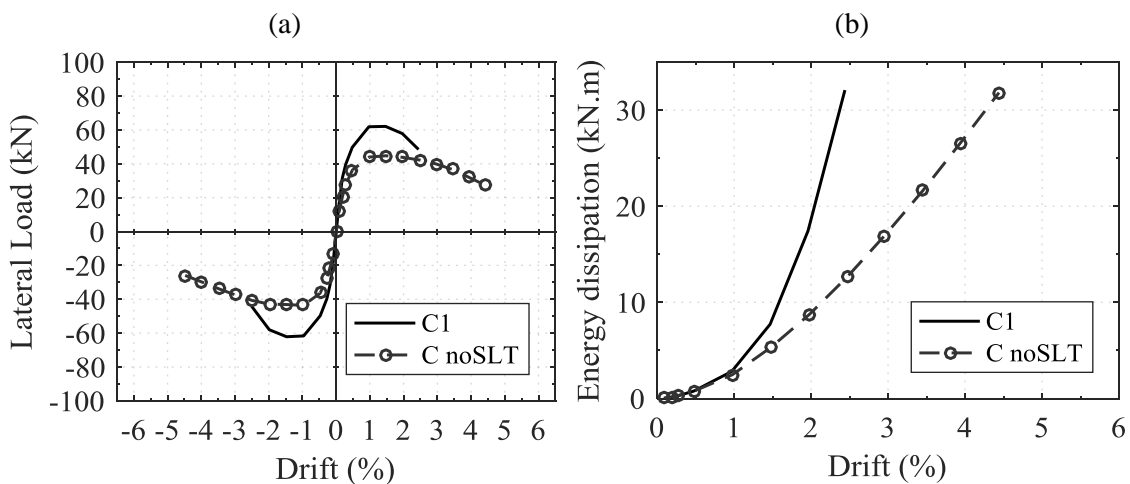 (a)
(b)
100
80
60
40
20
0
-20
-40
-60
-80
-100
Lateral Load (kN)
C1
C noSLT
-6 -5 -4 -3 -2 -1 0 1 2 3 4 5 6
Drift (%)
30
20
10
0
Energy dissipation (kN.m)
C1
C noSLT
0 1 2 3 4 5 6
Drift (%)